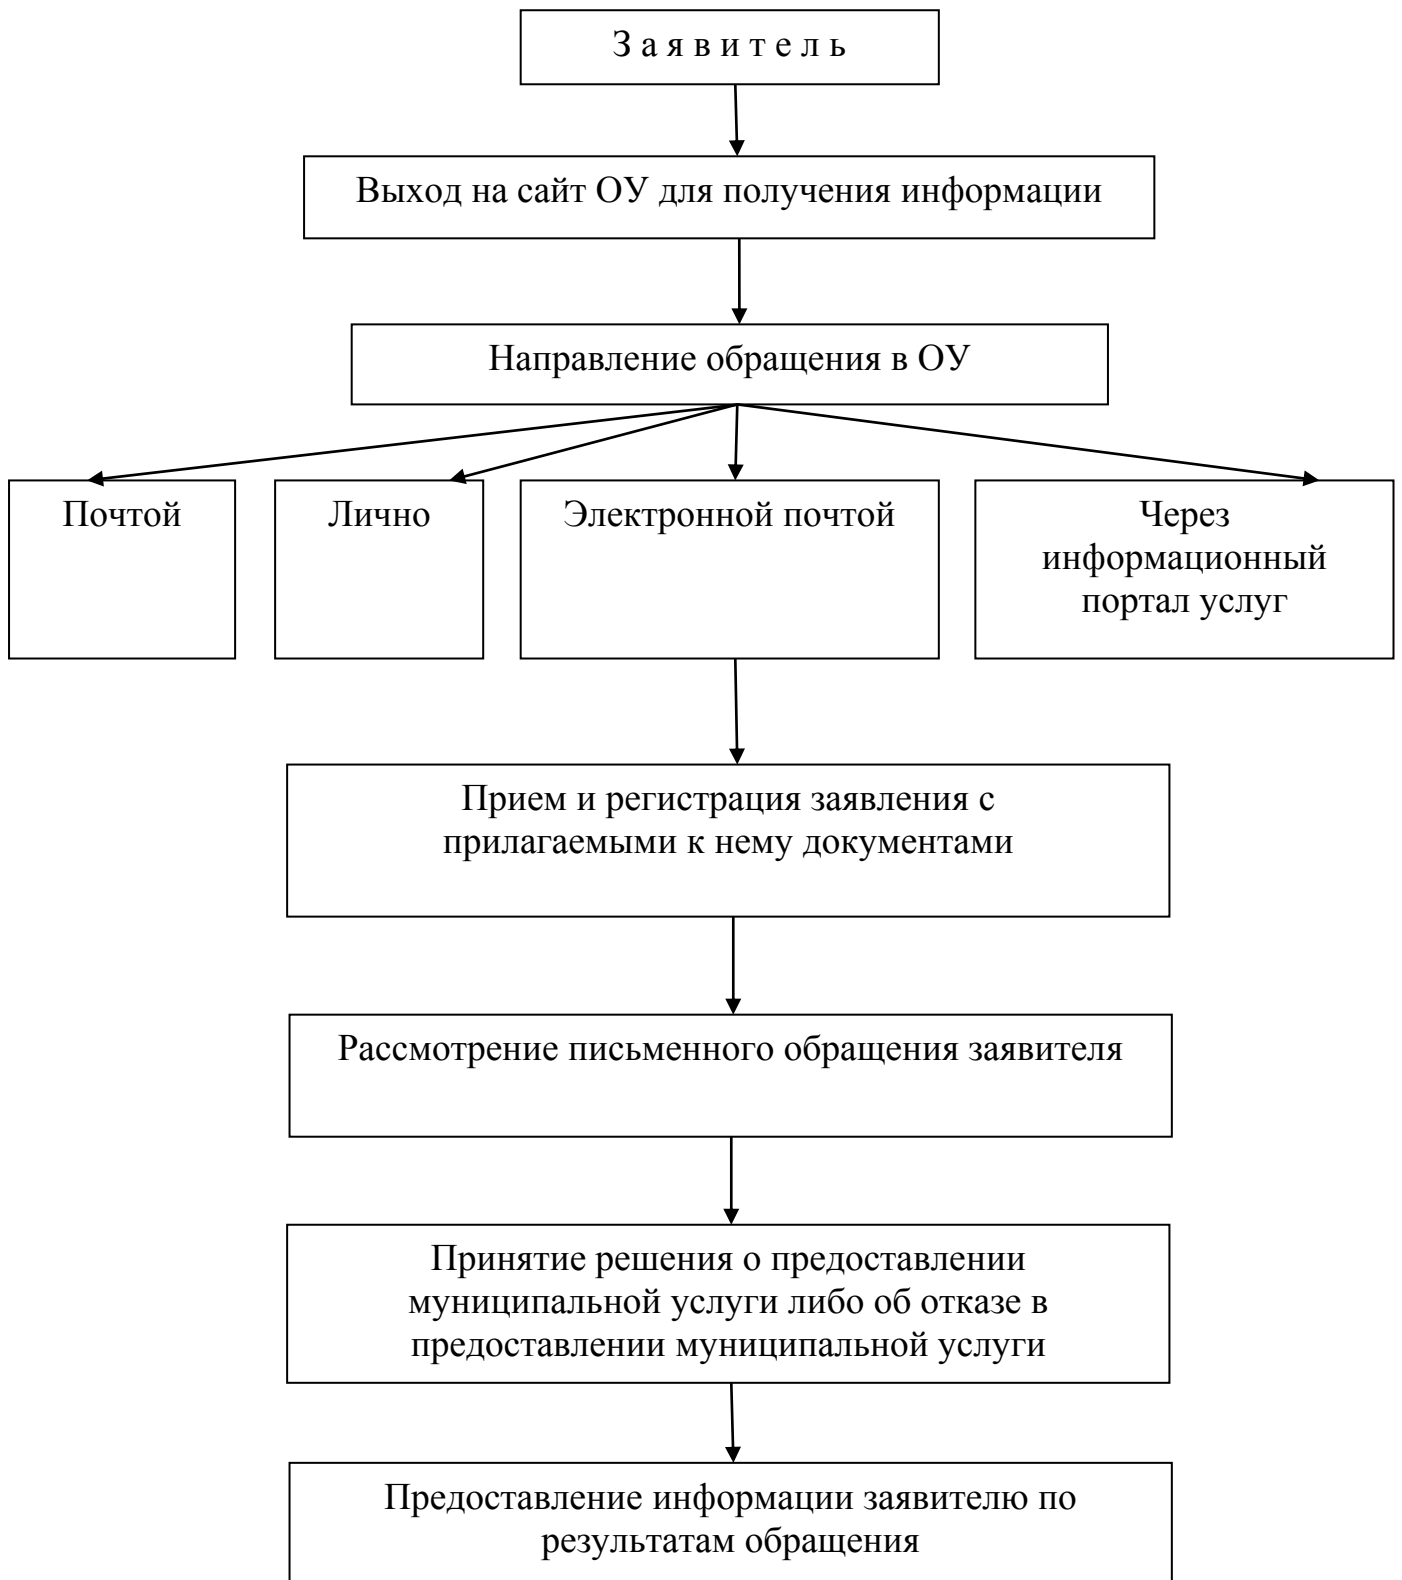 З а я в и т е л ь
Выход на сайт ОУ для получения информации
Направление обращения в ОУ
Почтой
Лично
Электронной почтой
Через
информационный
портал услуг
Прием и регистрация заявления с
прилагаемыми к нему документами
Рассмотрение письменного обращения заявителя
Принятие решения о предоставлении
муниципальной услуги либо об отказе в
предоставлении муниципальной услуги
Предоставление информации заявителю по
результатам обращения